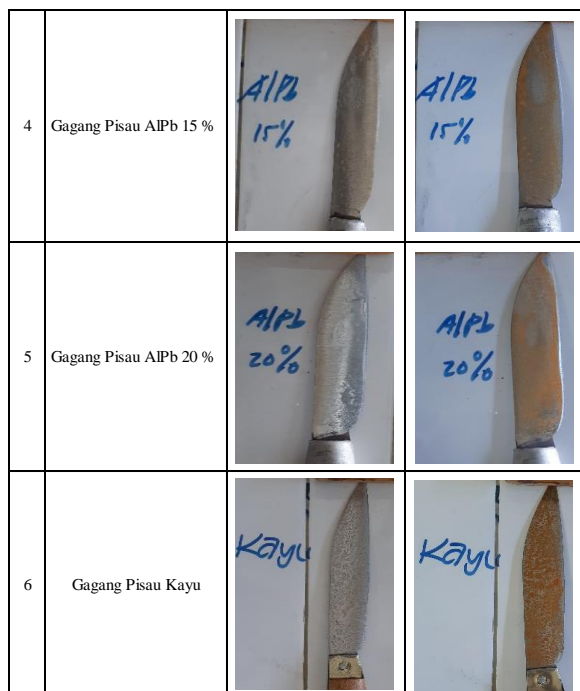 4
Gagang Pisau AlPb 15 %
AlPb
15%
AlPb
15%
5
Gagang Pisau AlPb 20 %
AlPb
20%
AlPb
20%
6
Gagang Pisau Kayu
Kayu
Kayu